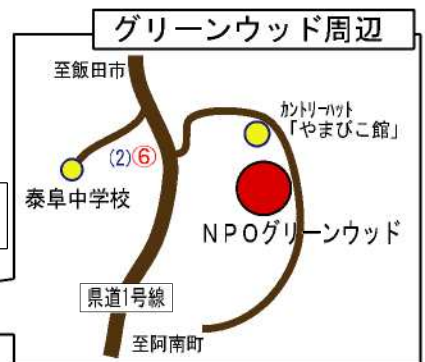 グリーンウッド周辺
至飯田市
カントリーハット
「やまびこ館」
(2)⑥
泰阜中学校
NPOグリーンウッド
県道1号線
至阿南町